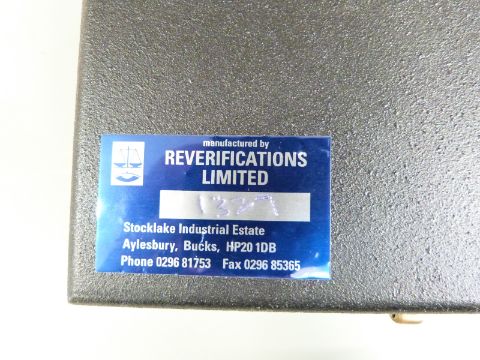 manufactured by
REVERIFICATIONS
LIMITED
1327
Stocklake Industrial Estate
Aylesbury, Bucks, HP20 1DB
Phone 0296 81753 Fax 0296 85365